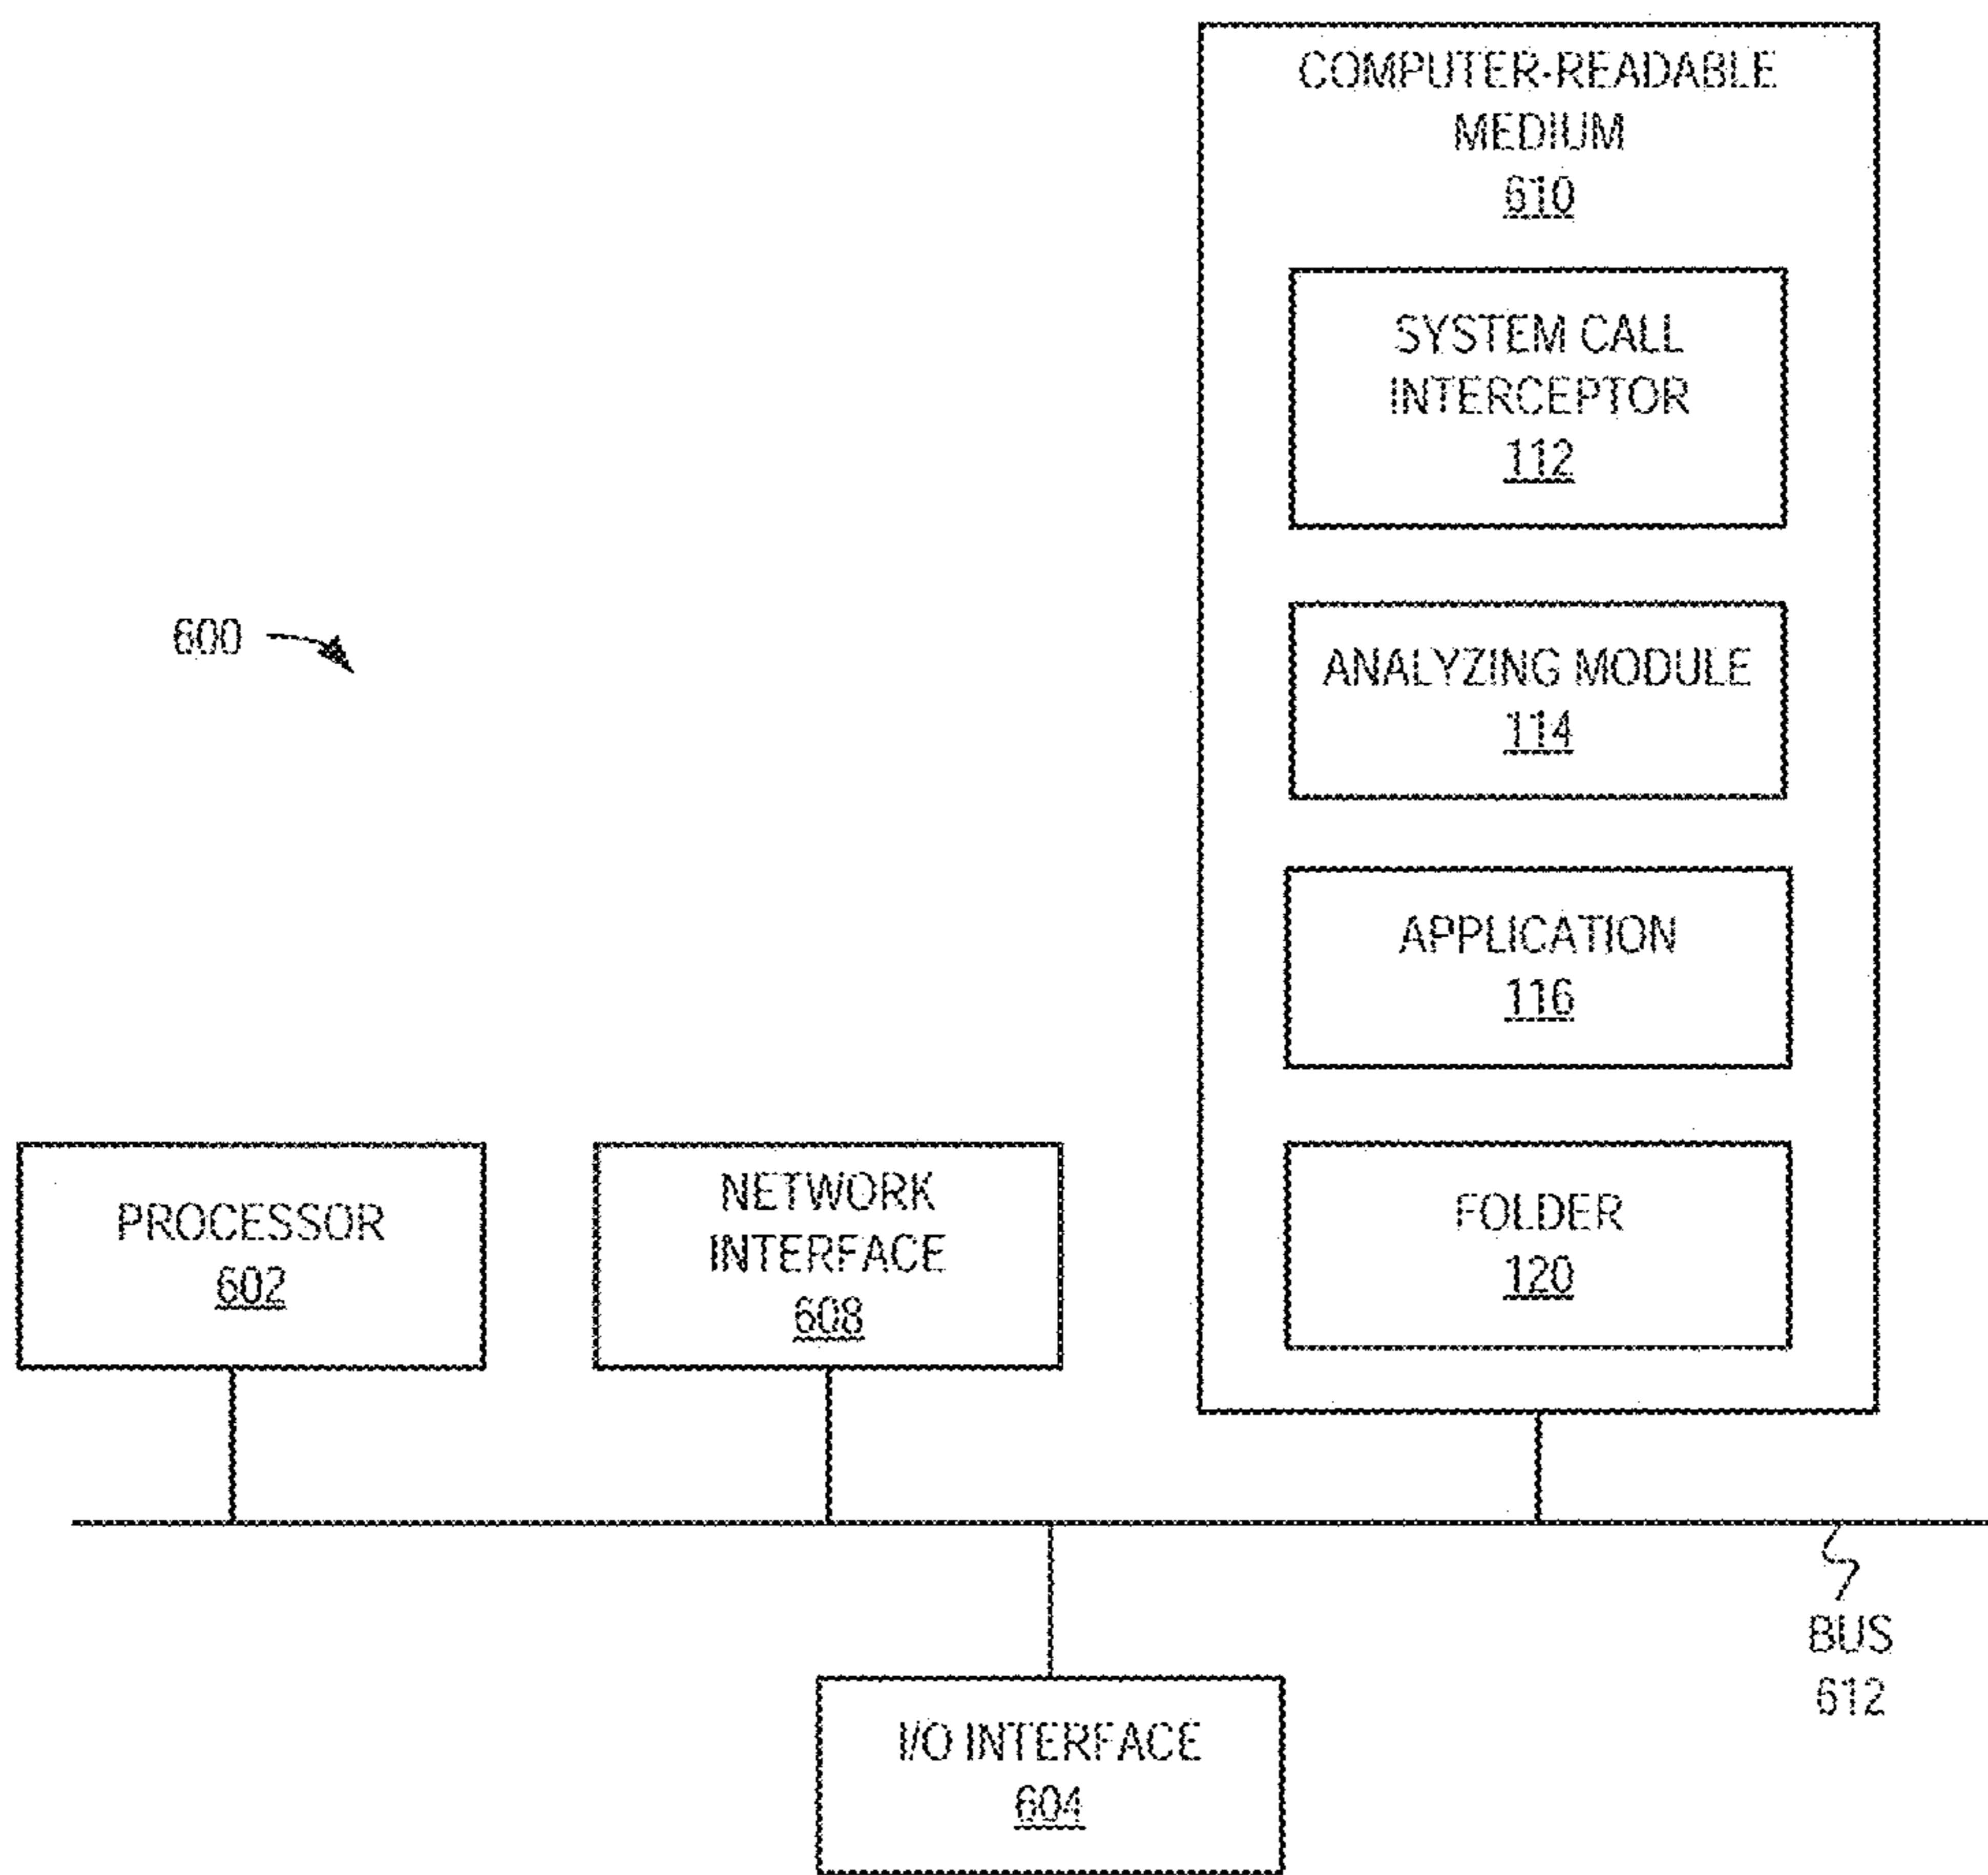 COMPUTER-READABLE
MEDIUM
610
SYSTEM CALL
INTERCEPTOR
112
600
ANALYZING MODULE
114
APPLICATION
116
PROCESSOR
602
NETWORK
INTERFACE
608
FOLDER
120
BUS
612
I/O INTERFACE
604